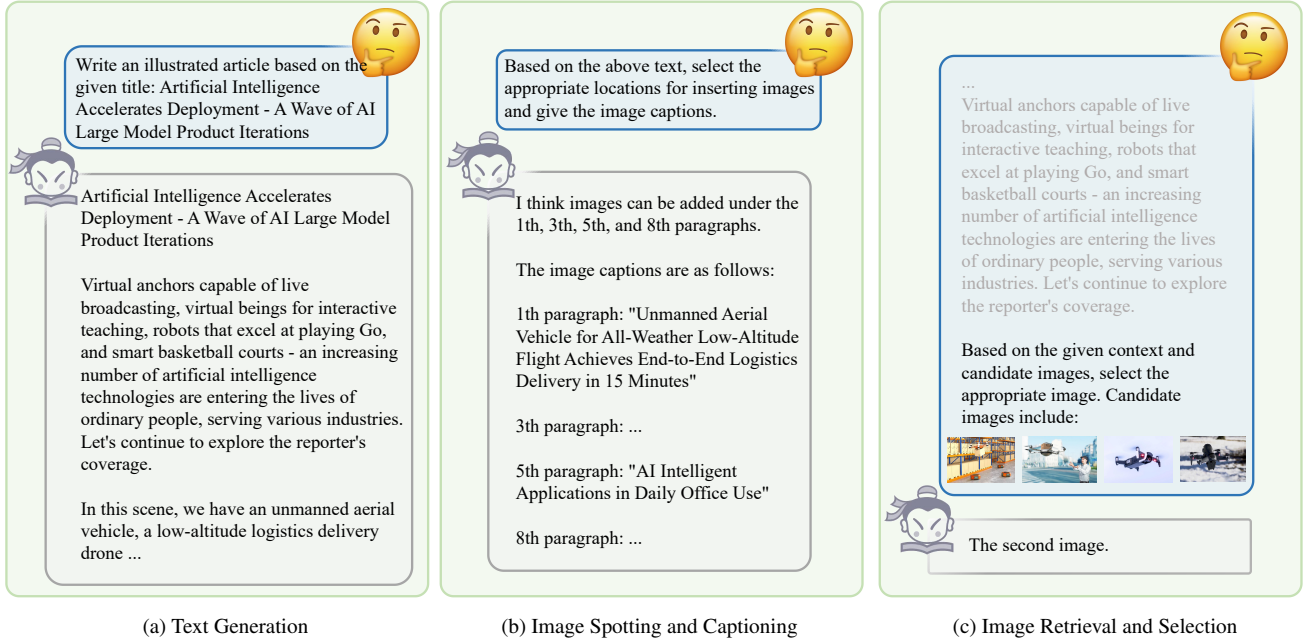 Write an illustrated article based on the
given title: Artificial Intelligence
Accelerates Deployment - A Wave of AI
Large Model Product Iterations
Artificial Intelligence Accelerates
Deployment - A Wave of AI Large Model
Product Iterations
Virtual anchors capable of live
broadcasting, virtual beings for interactive
teaching, robots that excel at playing Go,
and smart basketball courts - an increasing
number of artificial intelligence
technologies are entering the lives of
ordinary people, serving various industries.
Let's continue to explore the reporter's
coverage.
In this scene, we have an unmanned aerial
vehicle, a low-altitude logistics delivery
drone ...
(a) Text Generation
Based on the above text, select the
appropriate locations for inserting images
and give the image captions.
I think images can be added under the
1th, 3th, 5th, and 8th paragraphs.
The image captions are as follows:
1th paragraph: "Unmanned Aerial
Vehicle for All-Weather Low-Altitude
Flight Achieves End-to-End Logistics
Delivery in 15 Minutes"
3th paragraph: ...
5th paragraph: "AI Intelligent
Applications in Daily Office Use"
8th paragraph: ...
(b) Image Spotting and Captioning
...
Virtual anchors capable of live
broadcasting, virtual beings for
interactive teaching, robots that
excel at playing Go, and smart
basketball courts - an increasing
number of artificial intelligence
technologies are entering the lives
of ordinary people, serving various
industries. Let's continue to explore
the reporter's coverage.
Based on the given context and
candidate images, select the
appropriate image. Candidate
images include:
The second image.
(c) Image Retrieval and Selection